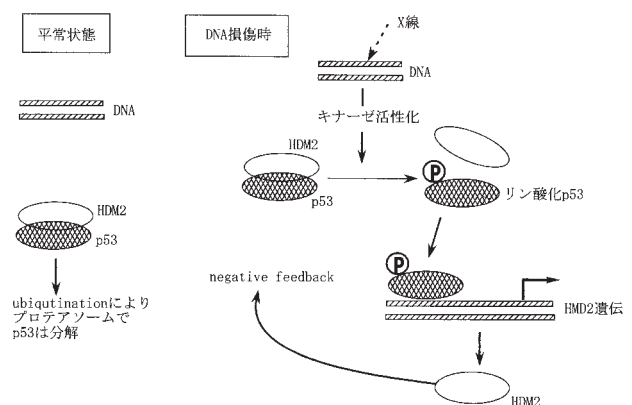 平常状態
DNA
HDM2
p53
ubiqutinationにより
プロテアソームで
p53は分解
DNA損傷時
X線
DNA
キナーゼ活性化
HDM2
p53
P
リン酸化p53
P
HMD2遺伝
negative feedback
HDM2